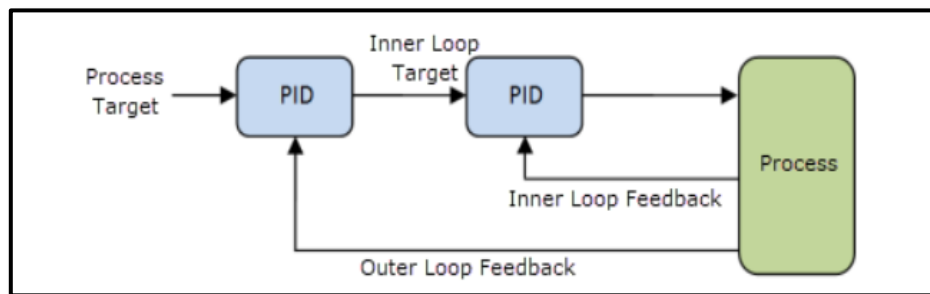 Process
Target
PID
Inner Loop
Target
PID
Process
Inner Loop Feedback
Outer Loop Feedback